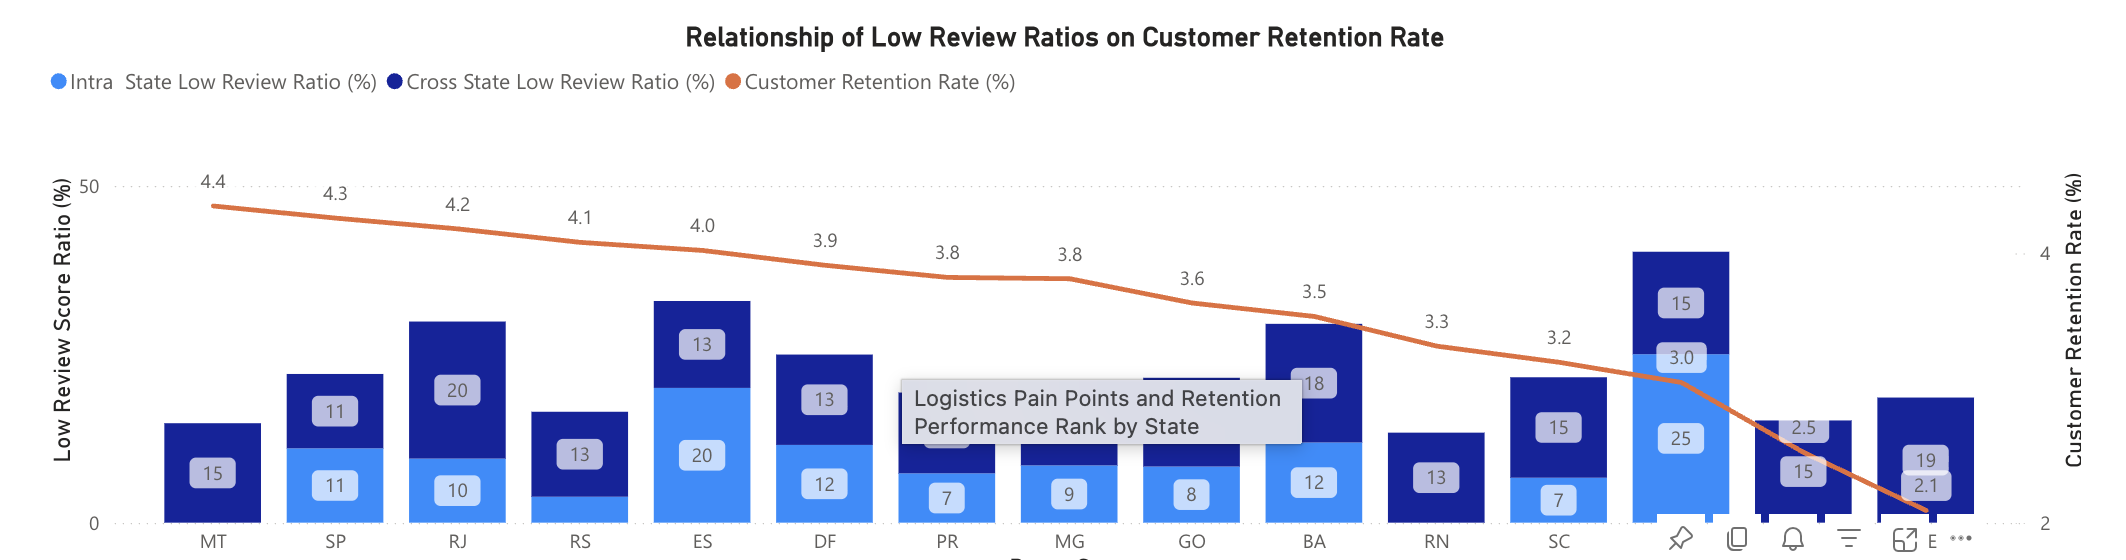 Relationship of Low Review Ratios on Customer Retention Rate
Intra State Low Review Ratio (%) Cross State Low Review Ratio (%) Customer Retention Rate (%)
Low Review Score Ratio (%)
50
0
4.4 4.3 4.2 4.1 4.0 3.9 3.8 3.8 3.6 3.5 3.3 3.2 3.0 2.5 2.1
15 11 20 13 13 13 18 13 15 15 15 19
11 10 20 12 7 9 8 12 7 25
Logistics Pain Points and Retention
Performance Rank by State
MT SP RJ RS ES DF PR MG GO BA RN SC E
4
2
Customer Retention Rate (%)